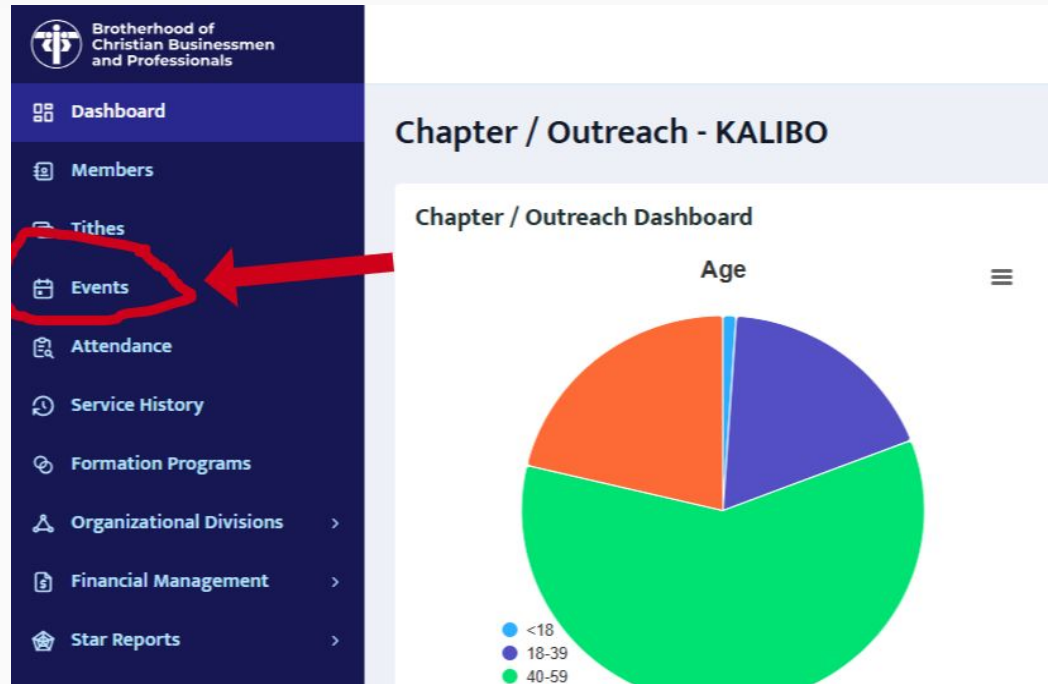 Brotherhood of
Christian Businessmen
and Professionals
Dashboard
Members
Tithes
Events
Attendance
Service History
Formation Programs
Organizational Divisions
Financial Management
Star Reports
Chapter / Outreach - KALIBO
Chapter / Outreach Dashboard
Age
<18
18-39
40-59